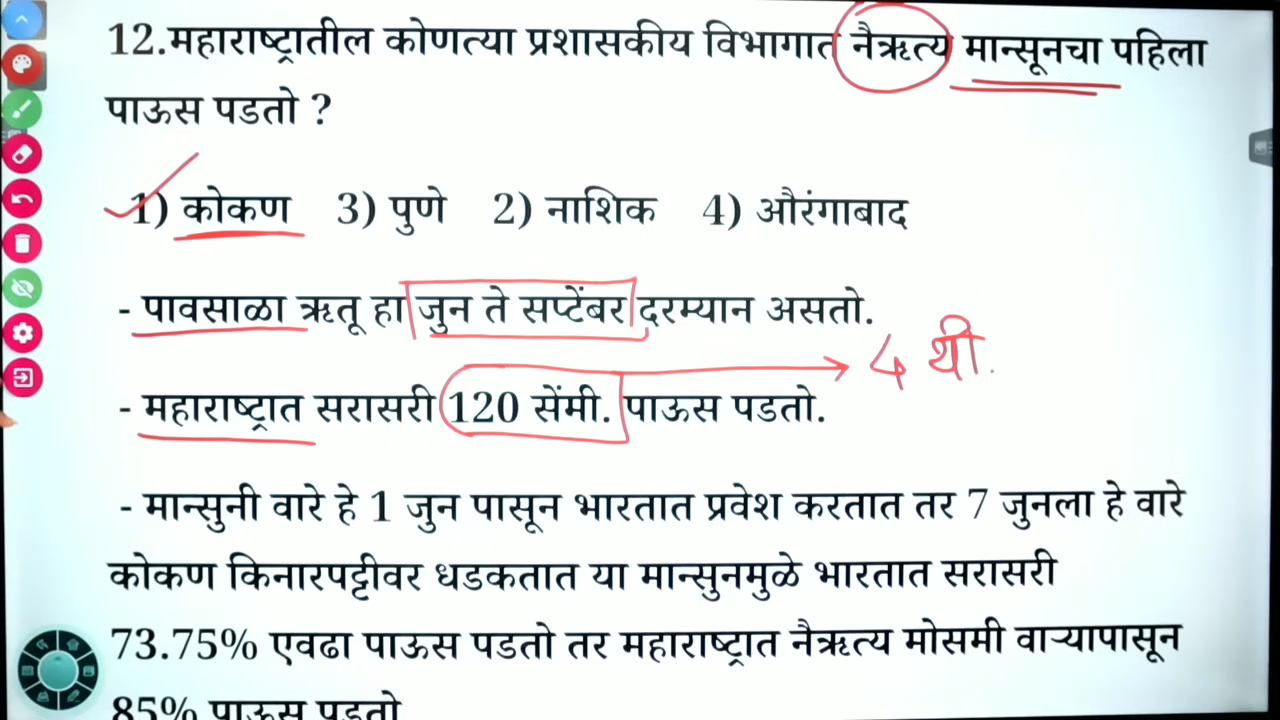 12.महाराष्ट्रातील कोणत्या प्रशासकीय विभागात नैऋत्य मान्सूनचा पहिला
पाऊस पडतो ?
1) कोकण 3) पुणे 2) नाशिक 4) औरंगाबाद
- पावसाळा ऋतू हा जुन ते सप्टेंबर दरम्यान असतो.
4 थी.
- महाराष्ट्रात सरासरी 120 सेंमी. पाऊस पडतो.
- मान्सुनी वारे हे 1 जुन पासून भारतात प्रवेश करतात तर 7 जुनला हे वारे
कोकण किनारपट्टीवर धडकतात या मान्सुनमुळे भारतात सरासरी
73.75% एवढा पाऊस पडतो तर महाराष्ट्रात नैऋत्य मोसमी वाऱ्यापासून
85% पाऊस पडतो